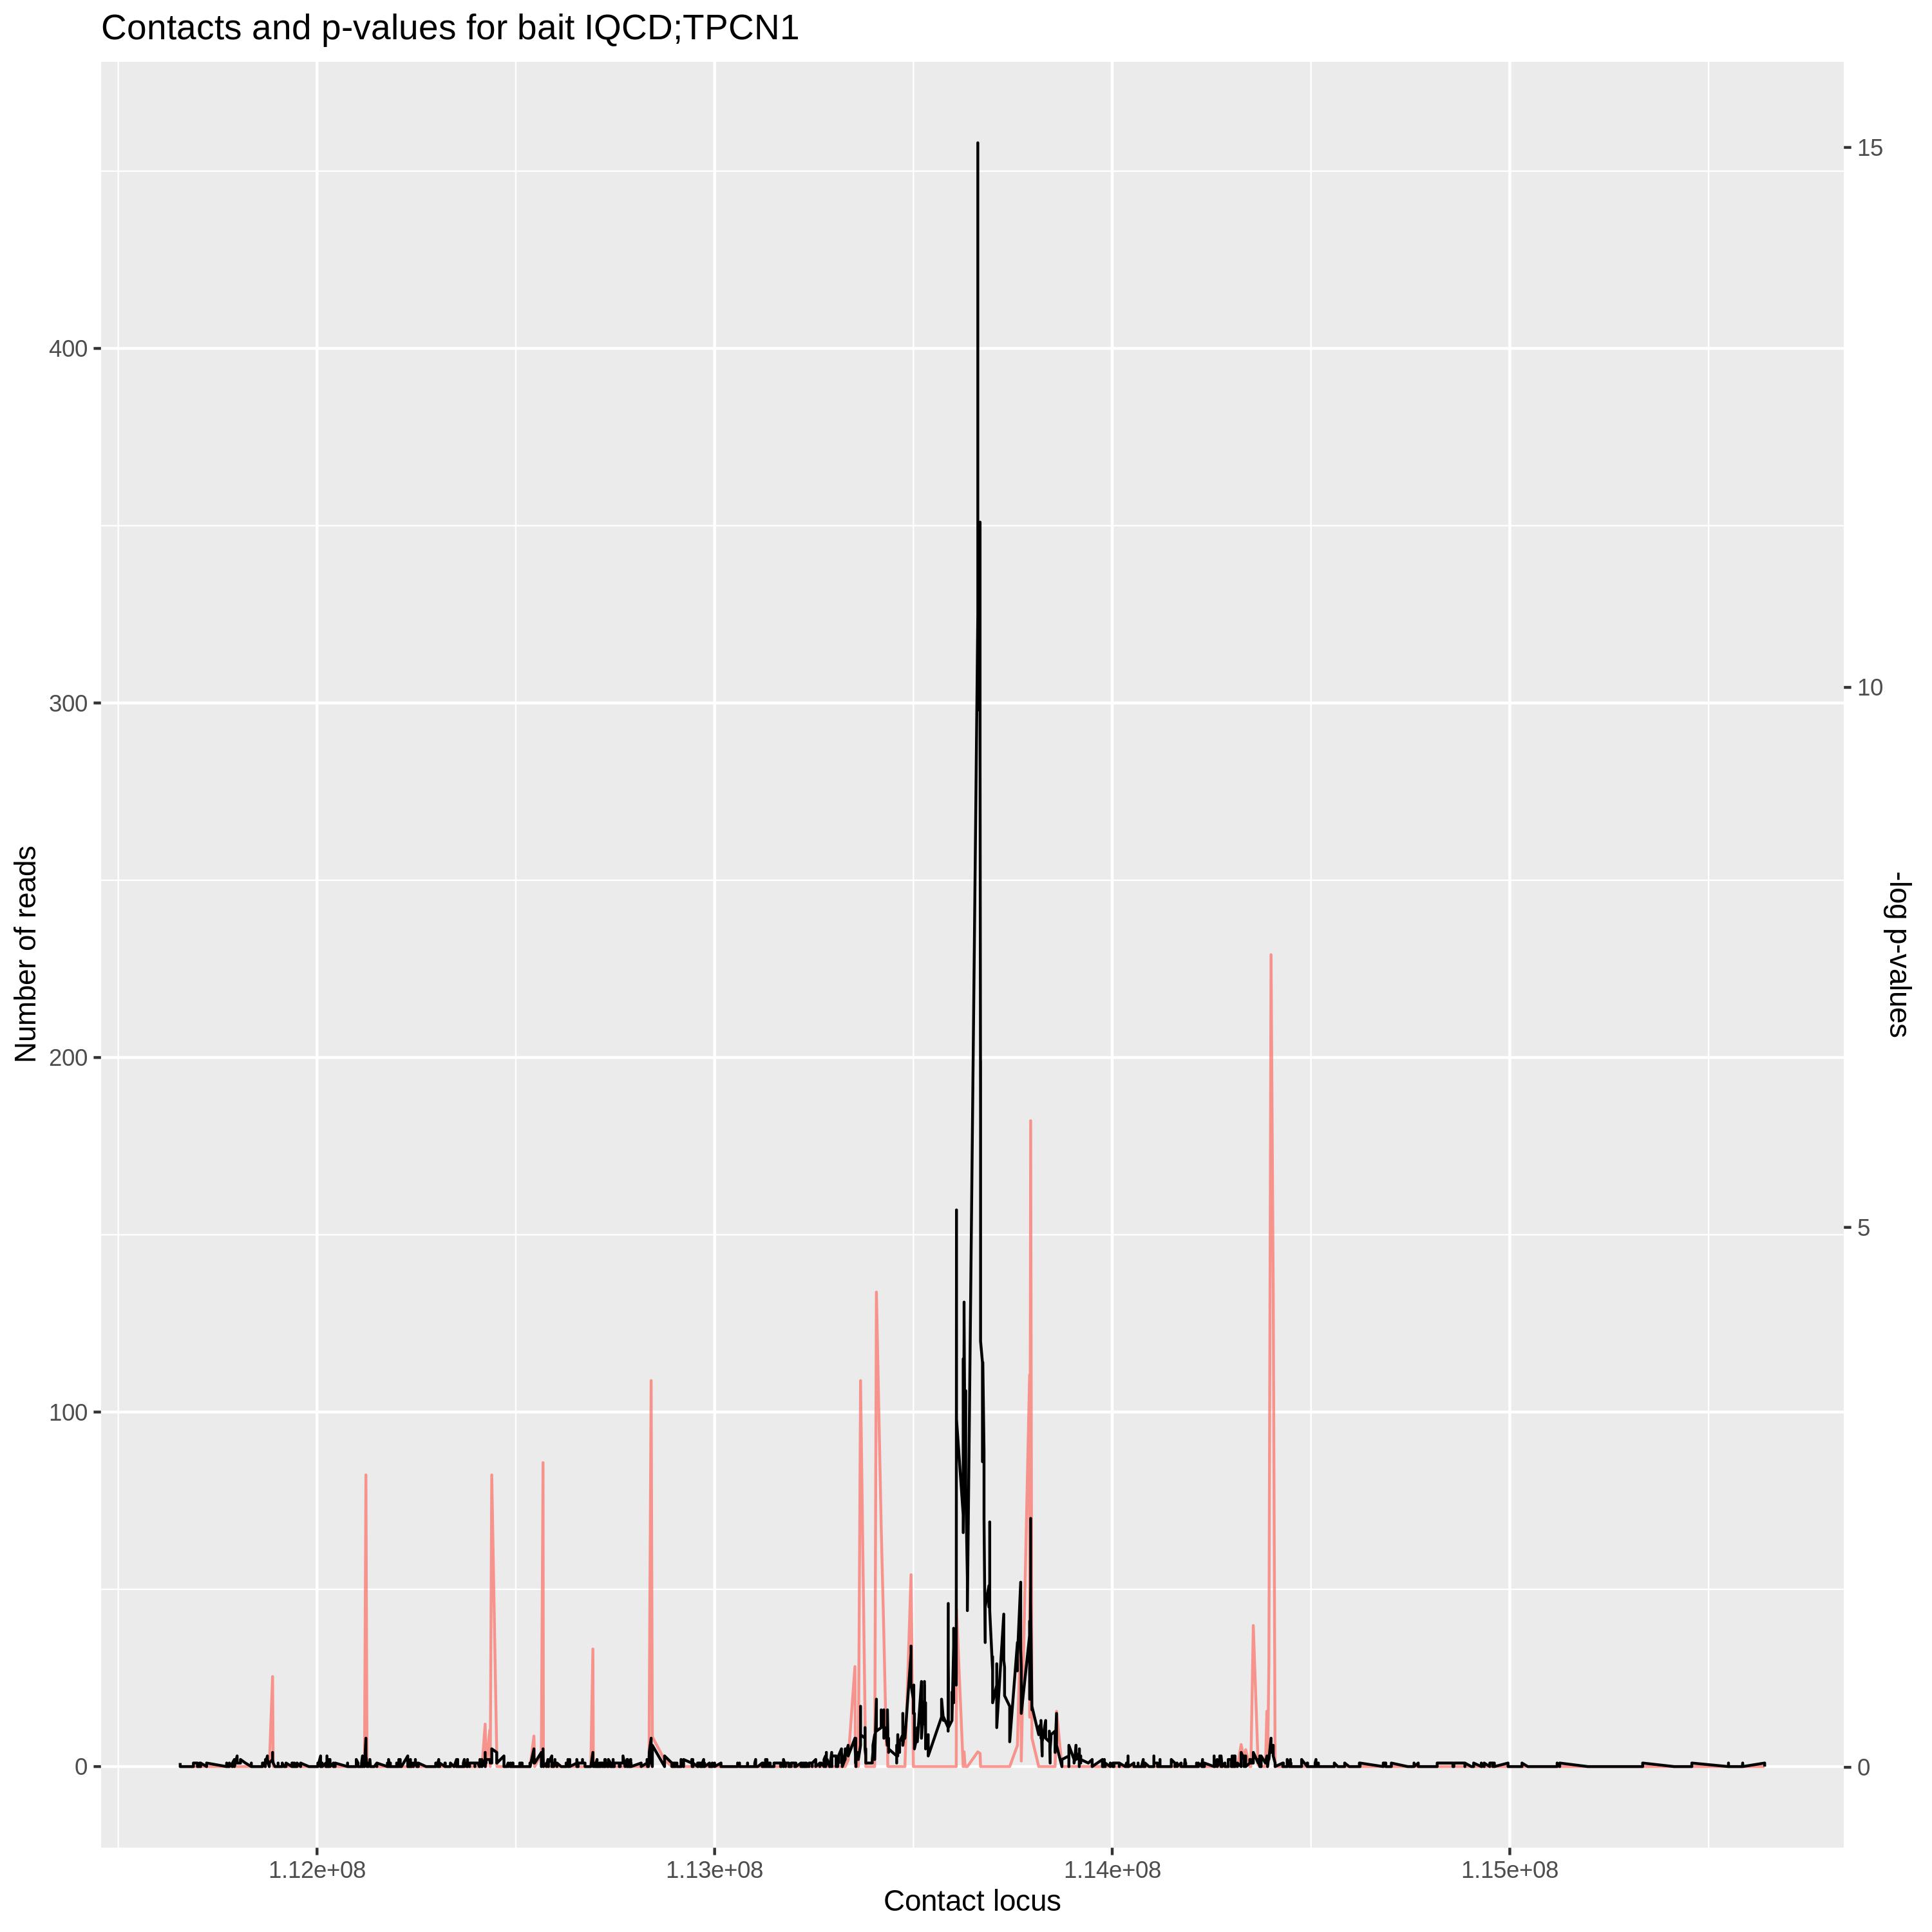 Contacts and p-values for bait IQCD;TPCN1
15
400
10
300
Number of reads
-log p-values
200
5
100
0
0
1.12e+08
1.13e+08
1.14e+08
1.15e+08
Contact locus